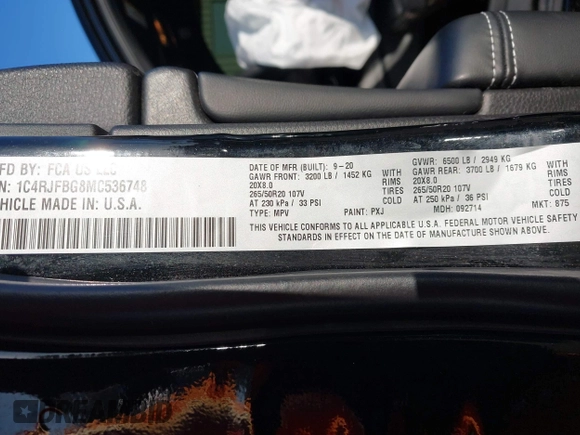 MFD BY: FCA US LLC
N: 1C4RJFBG8MC536748
VEHICLE MADE IN: U.S.A.
DATE OF MFR (BUILT): 9-20
GAWR FRONT: 3200 LB / 1452 KG WITH
20X8.0 RIMS
265/50R20 107V TIRES
AT 230 kPa / 33 PSI COLD
TYPE: MPV PAINT: PXJ
GVWR: 6500 LB / 2949 KG
GAWR REAR: 3700 LB / 1679 KG WITH
20X8.0 RIMS
265/50R20 107V TIRES
AT 250 kPa / 36 PSI COLD
MDH: 092714 MKT: 875
THIS VEHICLE CONFORMS TO ALL APPLICABLE U.S.A. FEDERAL MOTOR VEHICLE SAFETY
STANDARDS IN EFFECT ON THE DATE OF MANUFACTURE SHOWN ABOVE.
DREAMBID